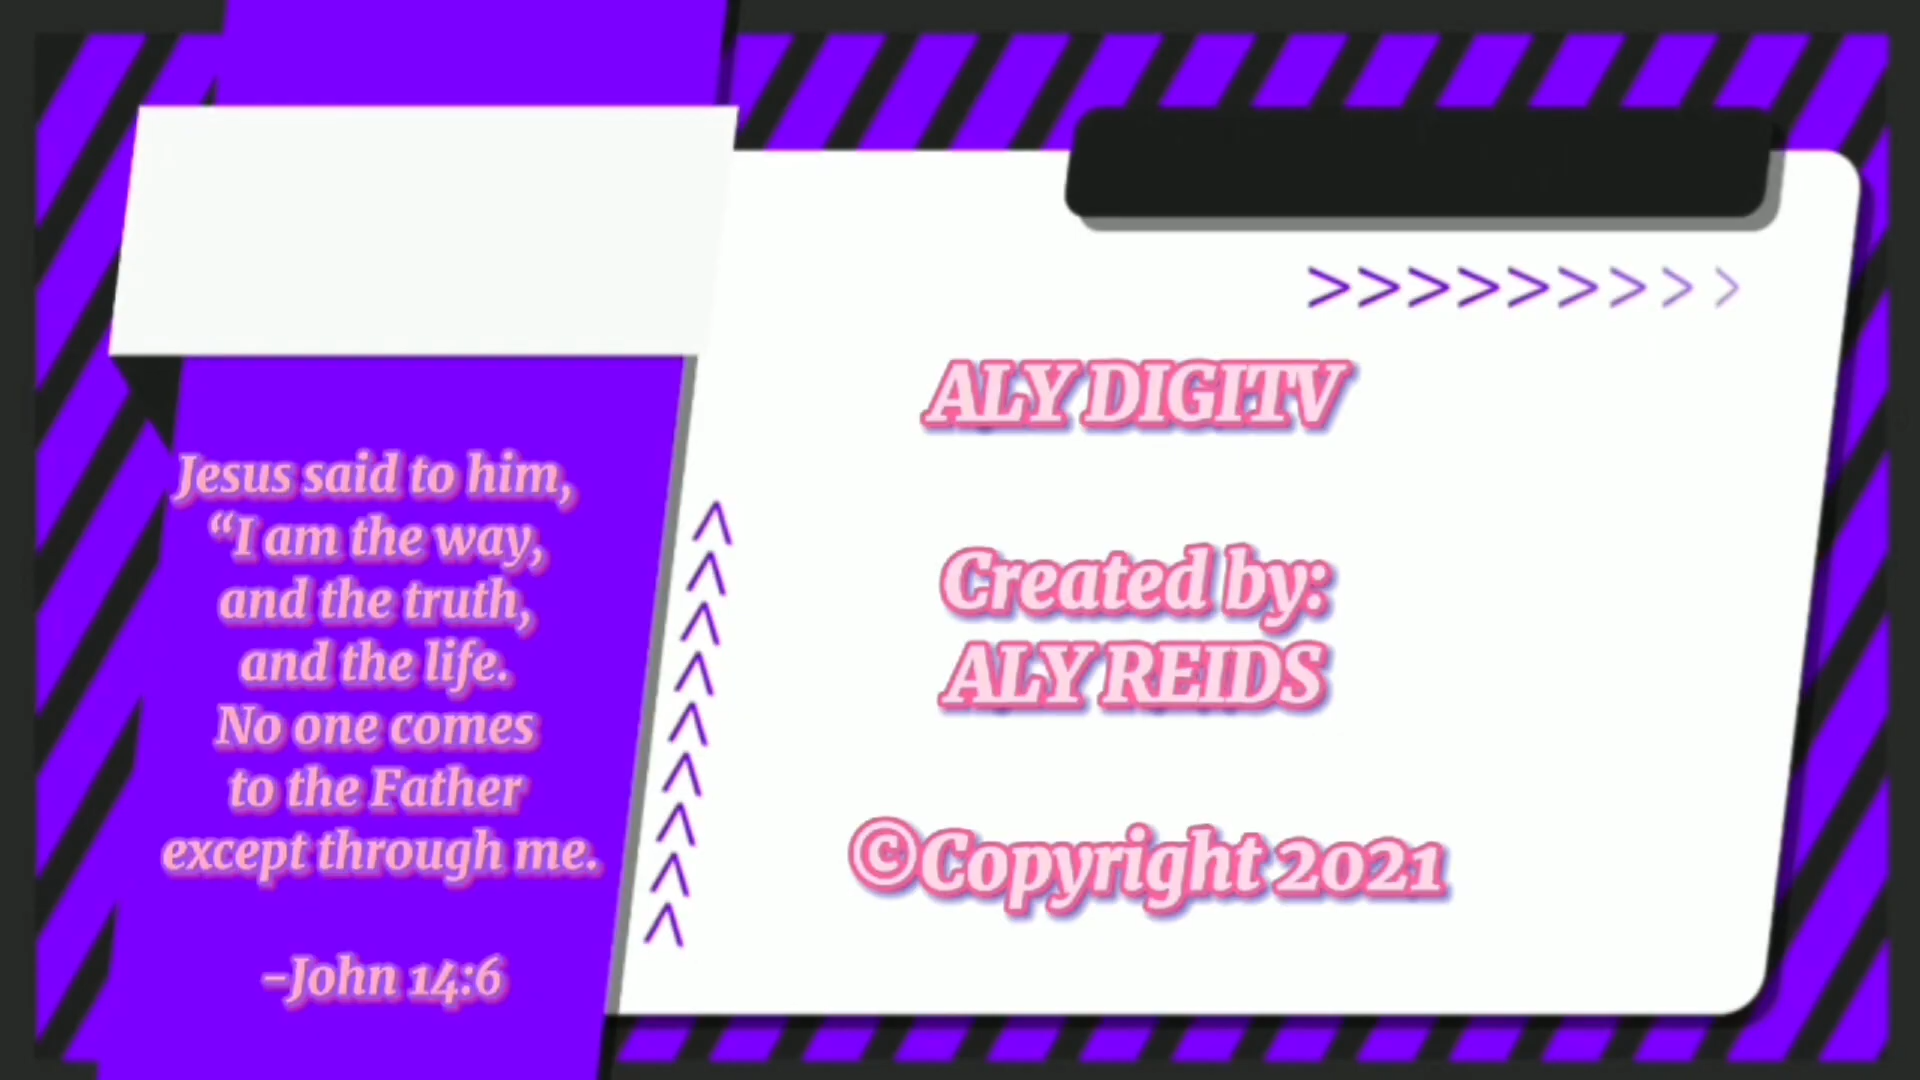 Jesus said to him,
“I am the way,
and the truth,
and the life.
No one comes
to the Father
except through me.
–John 14:6
>>>>>>>>>
ALY DIGITV
Created by:
ALY REIDS
©Copyright 2021